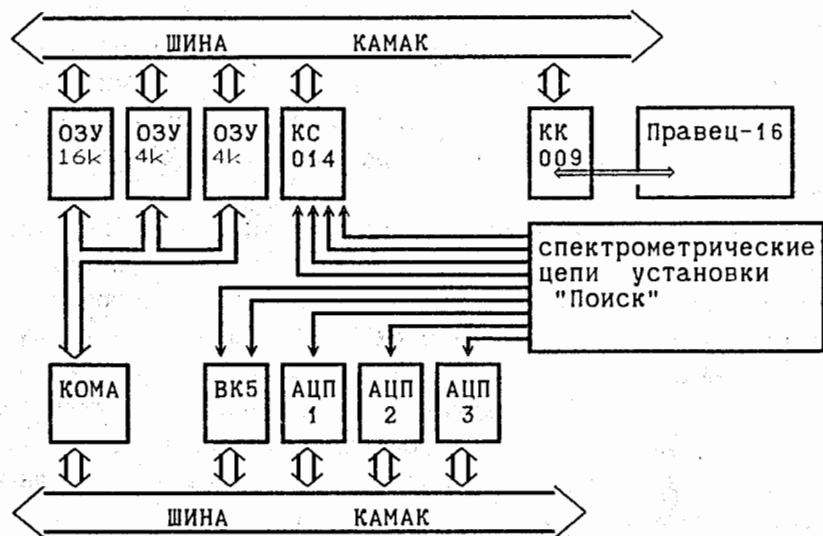 ШИНА КАМАК
ОЗУ
16k
ОЗУ
4k
ОЗУ
4k
КС
014
КК
009
Правец-16
спектрометрические
цепи установки
"Поиск"
КОМА
ВК5
АЦП
1
АЦП
2
АЦП
3
ШИНА КАМАК